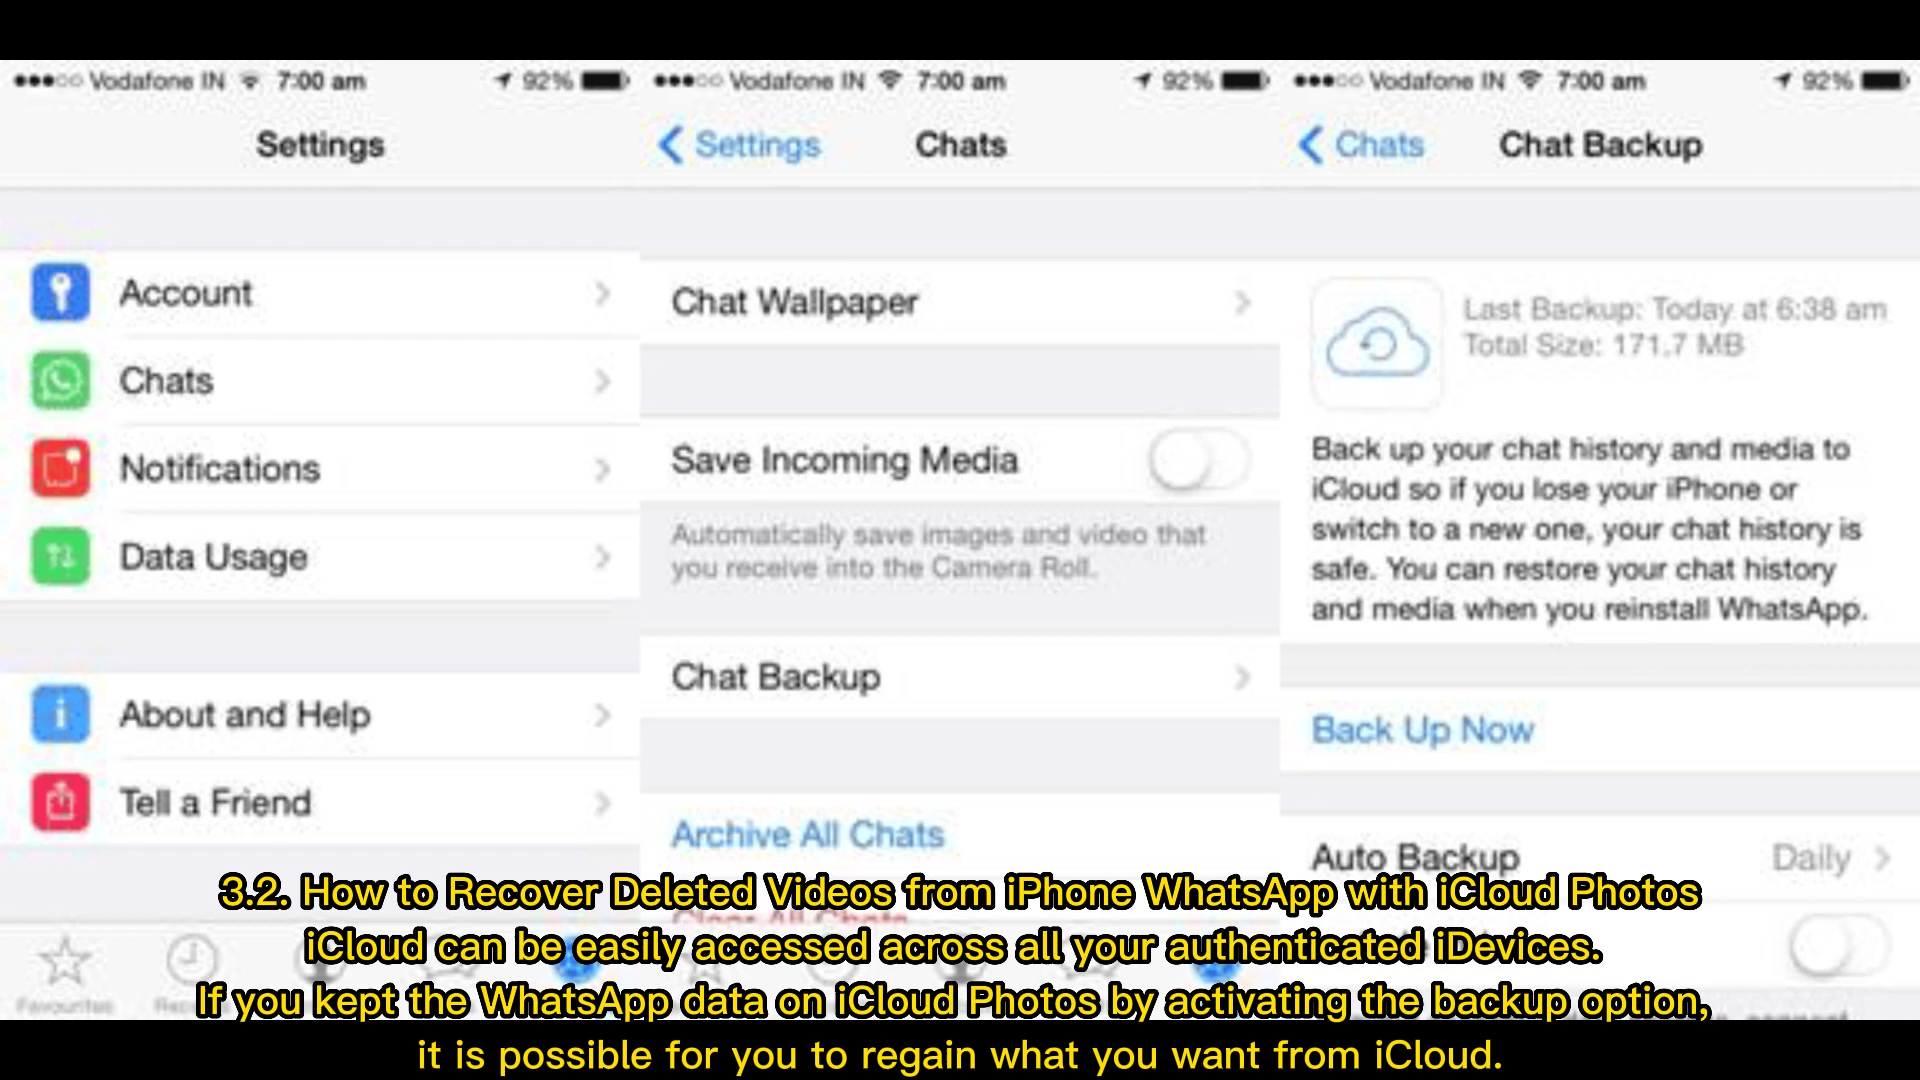 Vodafone IN 7:00 am 92%
Settings
Account
Chats
Notifications
Data Usage
About and Help
Tell a Friend
Favourites
Vodafone IN 7:00 am 92%
Settings Chats
Chat Wallpaper
Save Incoming Media
Automatically save images and video that
you receive into the Camera Roll.
Chat Backup
Archive All Chats
Clear All Chats
Vodafone IN 7:00 am 92%
Chats Chat Backup
Last Backup: Today at 6:38 am
Total Size: 171.7 MB
Back up your chat history and media to
iCloud so if you lose your iPhone or
switch to a new one, your chat history is
safe. You can restore your chat history
and media when you reinstall WhatsApp.
Back Up Now
Auto Backup Daily
3.2. How to Recover Deleted Videos from iPhone WhatsApp with iCloud Photos
iCloud can be easily accessed across all your authenticated iDevices.
If you kept the WhatsApp data on iCloud Photos by activating the backup option,
it is possible for you to regain what you want from iCloud.